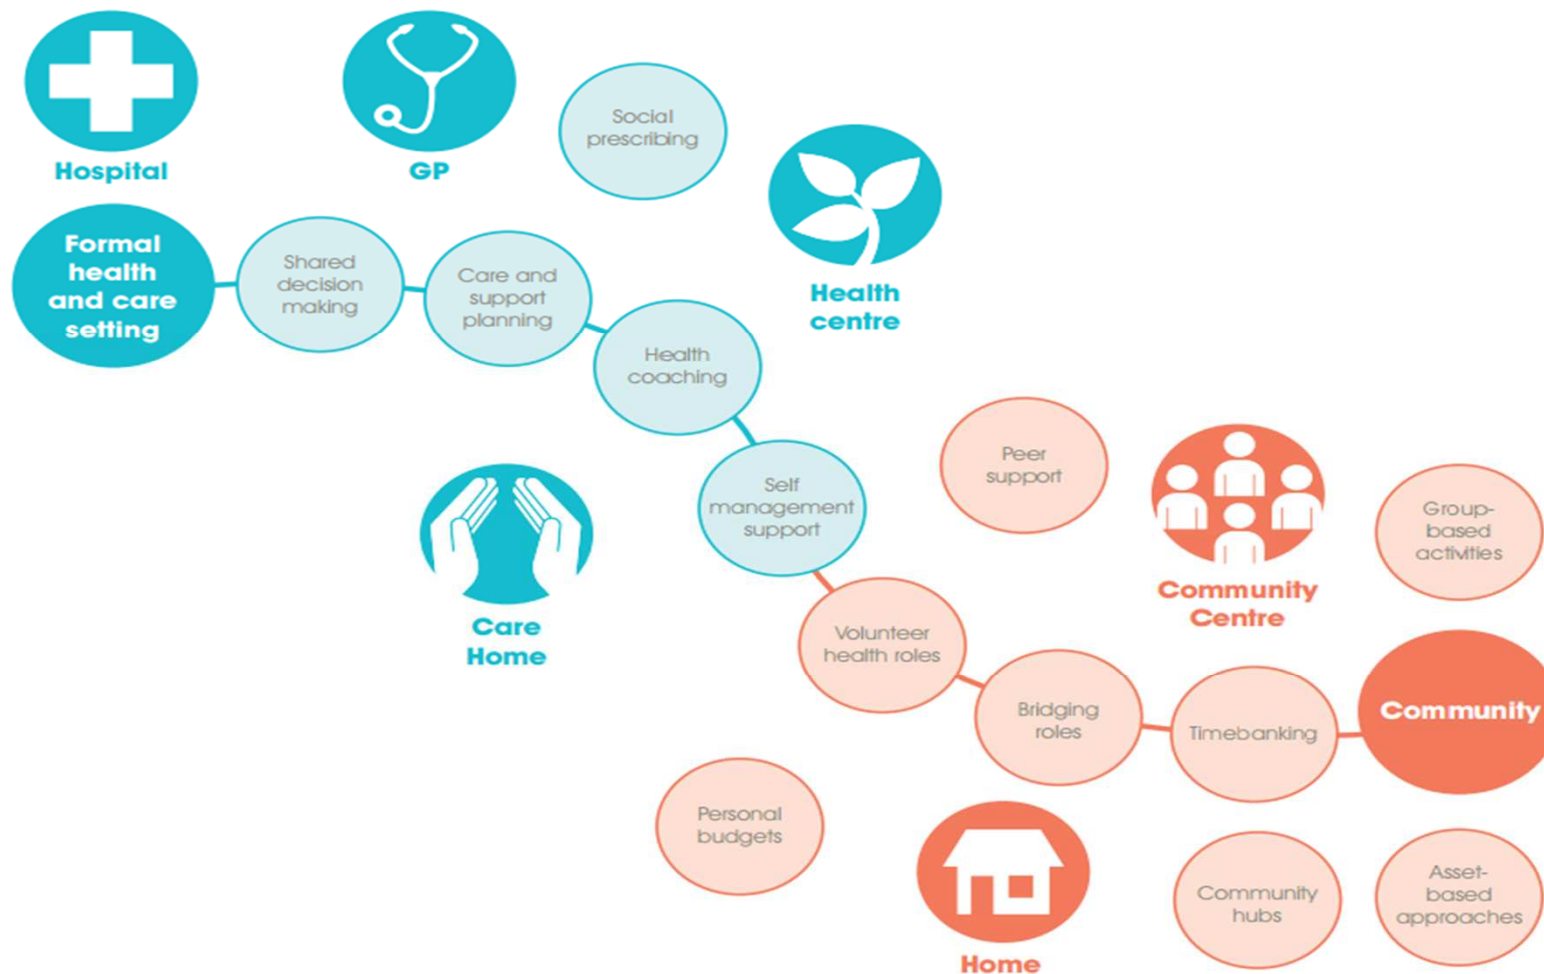 Hospital
GP
Social
prescribing
Health
centre
Formal
health
and care
setting
Shared
decision
making
Care and
support
planning
Health
coaching
Self
management
support
Care
Home
Peer
support
Community
Centre
Group-
based
activities
Volunteer
health roles
Bridging
roles
Timebanking
Community
Personal
budgets
Home
Community
hubs
Asset-
based
approaches